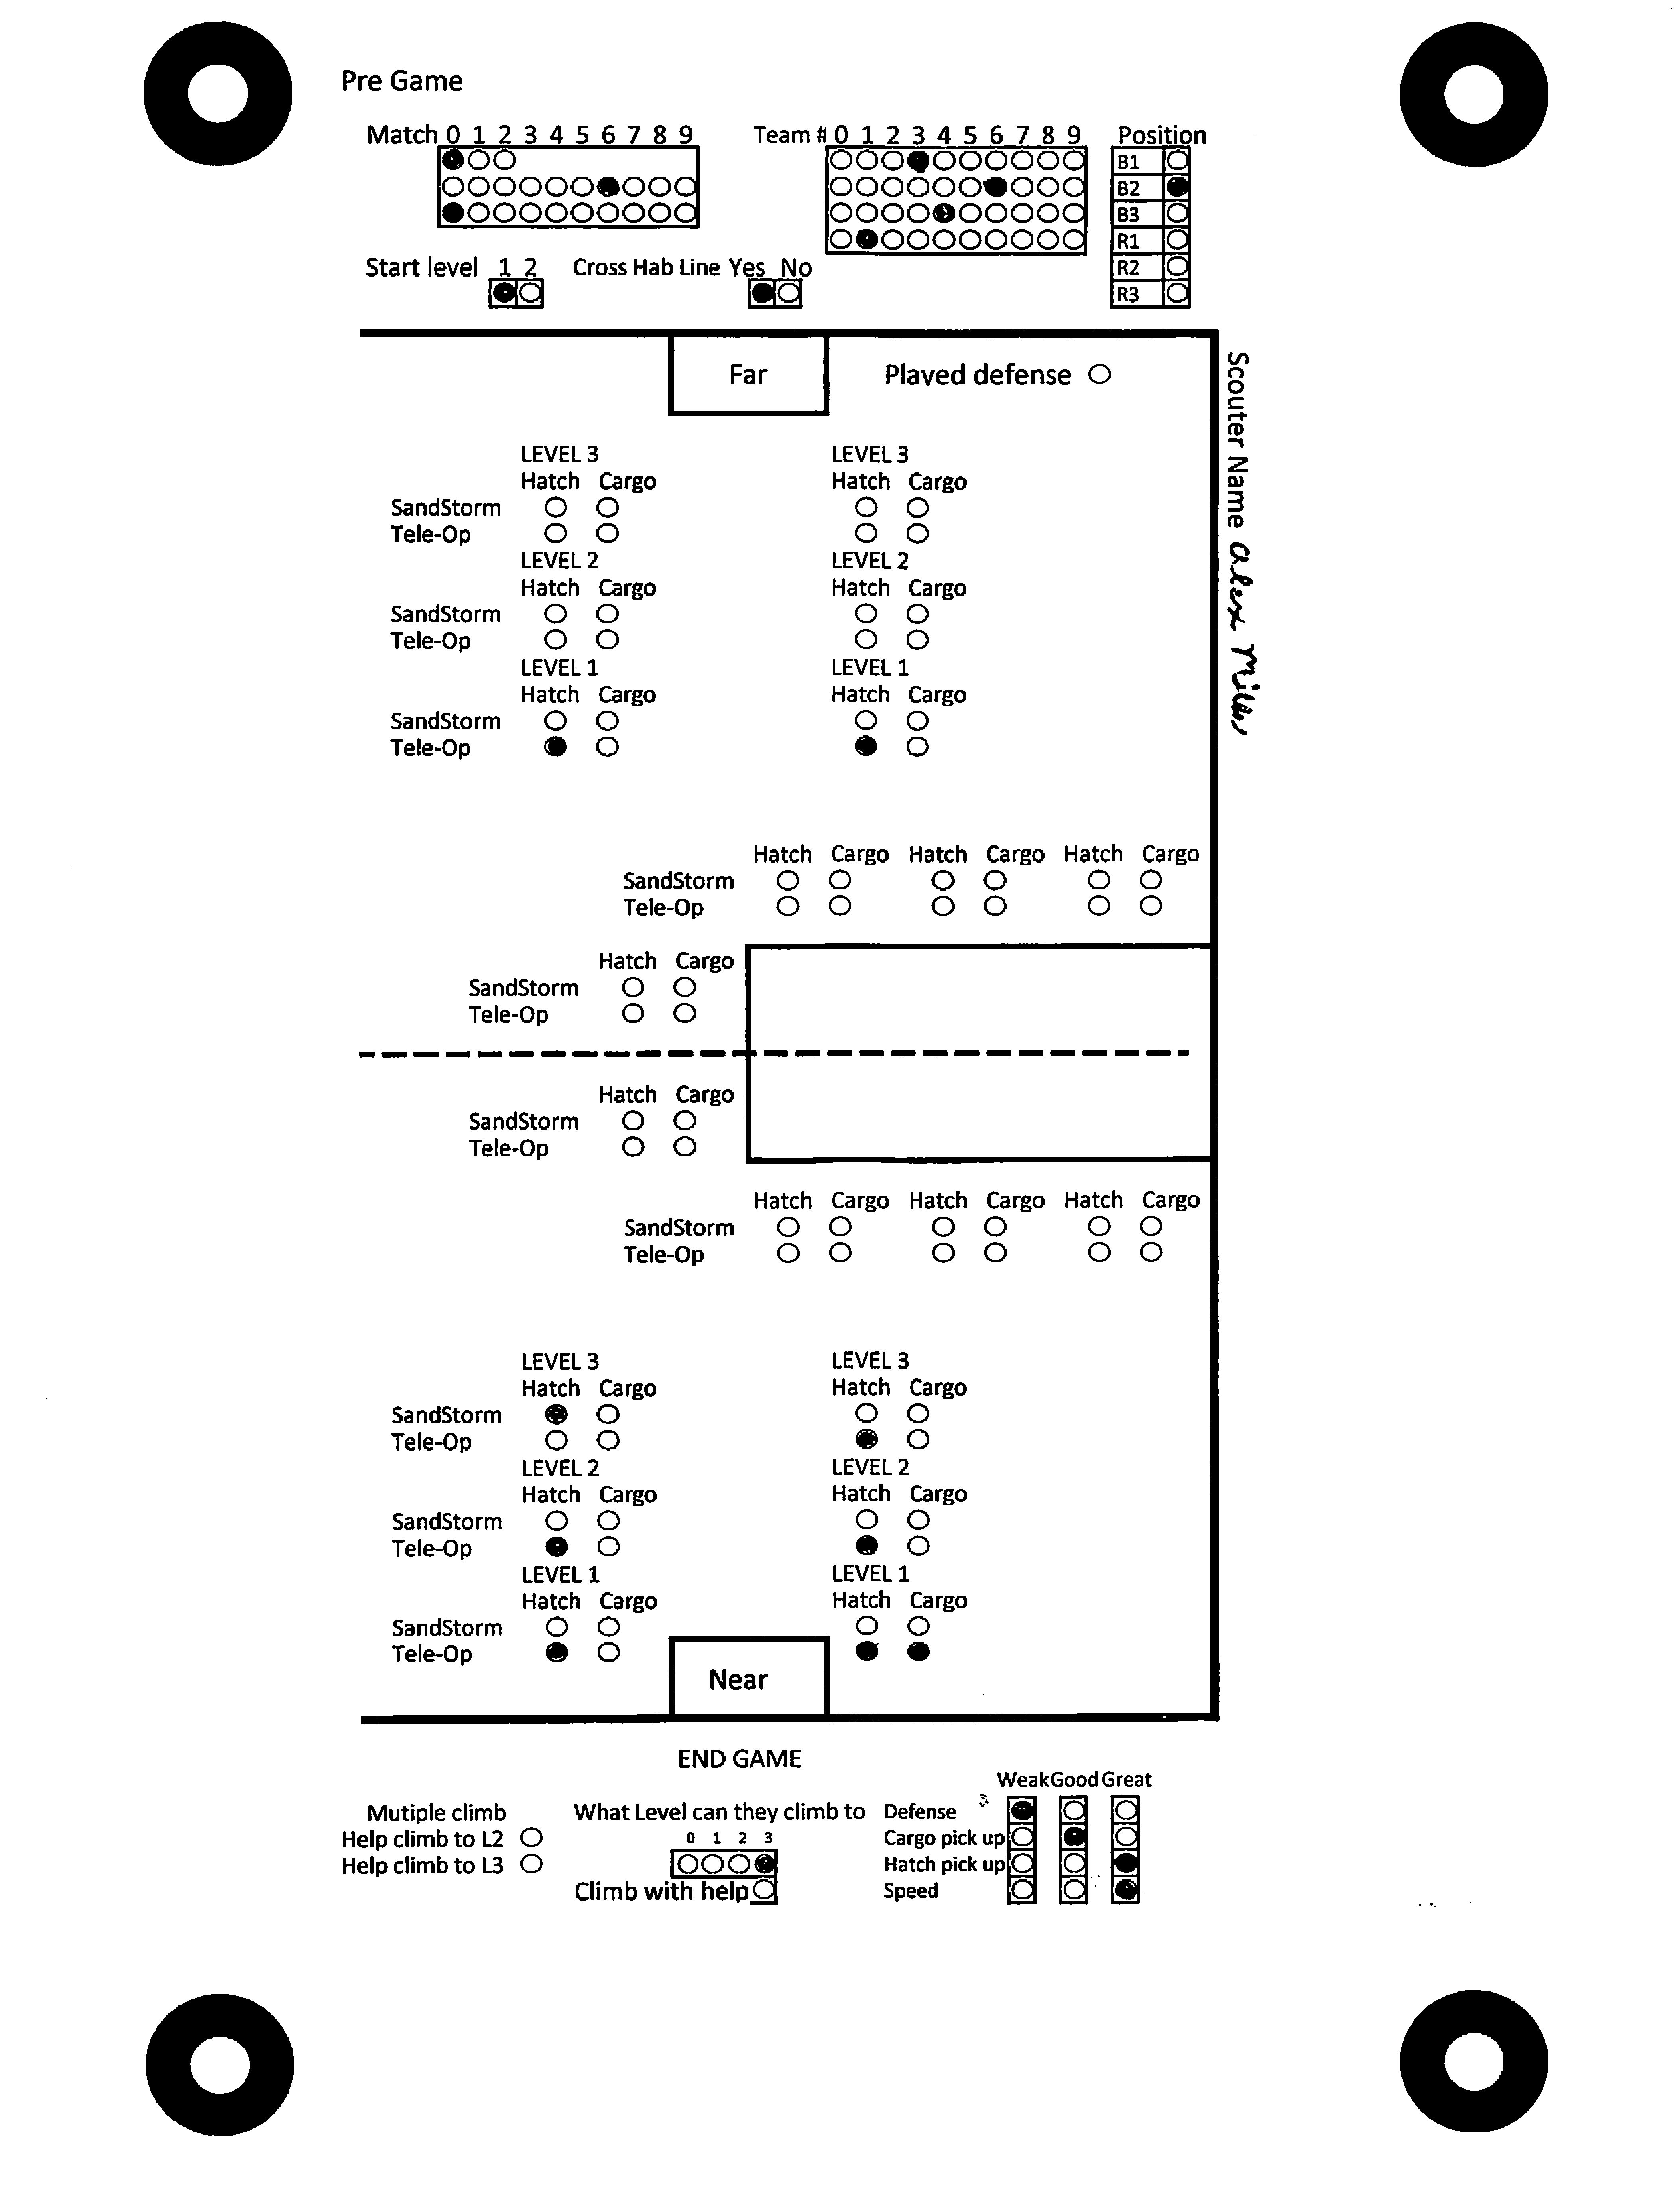 Pre Game
Match 0 1 2 3 4 5 6 7 8 9
Team # 0 1 2 3 4 5 6 7 8 9
Position
B1
B2
B3
R1
R2
R3
Start level 1 2
Cross Hab Line Yes No
Far
Played defense
Scouter Name Alex Miller
LEVEL 3 LEVEL 3
Hatch Cargo Hatch Cargo
SandStorm
Tele-Op
LEVEL 2 LEVEL 2
Hatch Cargo Hatch Cargo
SandStorm
Tele-Op
LEVEL 1 LEVEL 1
Hatch Cargo Hatch Cargo
SandStorm
Tele-Op
Hatch Cargo Hatch Cargo Hatch Cargo
SandStorm
Tele-Op
Hatch Cargo
SandStorm
Tele-Op
Hatch Cargo
SandStorm
Tele-Op
Hatch Cargo Hatch Cargo Hatch Cargo
SandStorm
Tele-Op
LEVEL 3 LEVEL 3
Hatch Cargo Hatch Cargo
SandStorm
Tele-Op
LEVEL 2 LEVEL 2
Hatch Cargo Hatch Cargo
SandStorm
Tele-Op
LEVEL 1 LEVEL 1
Hatch Cargo Hatch Cargo
SandStorm
Tele-Op
Near
END GAME
Mutiple climb
Help climb to L2
Help climb to L3
What Level can they climb to
0 1 2 3
Climb with help
Weak Good Great
Defense
Cargo pick up
Hatch pick up
Speed